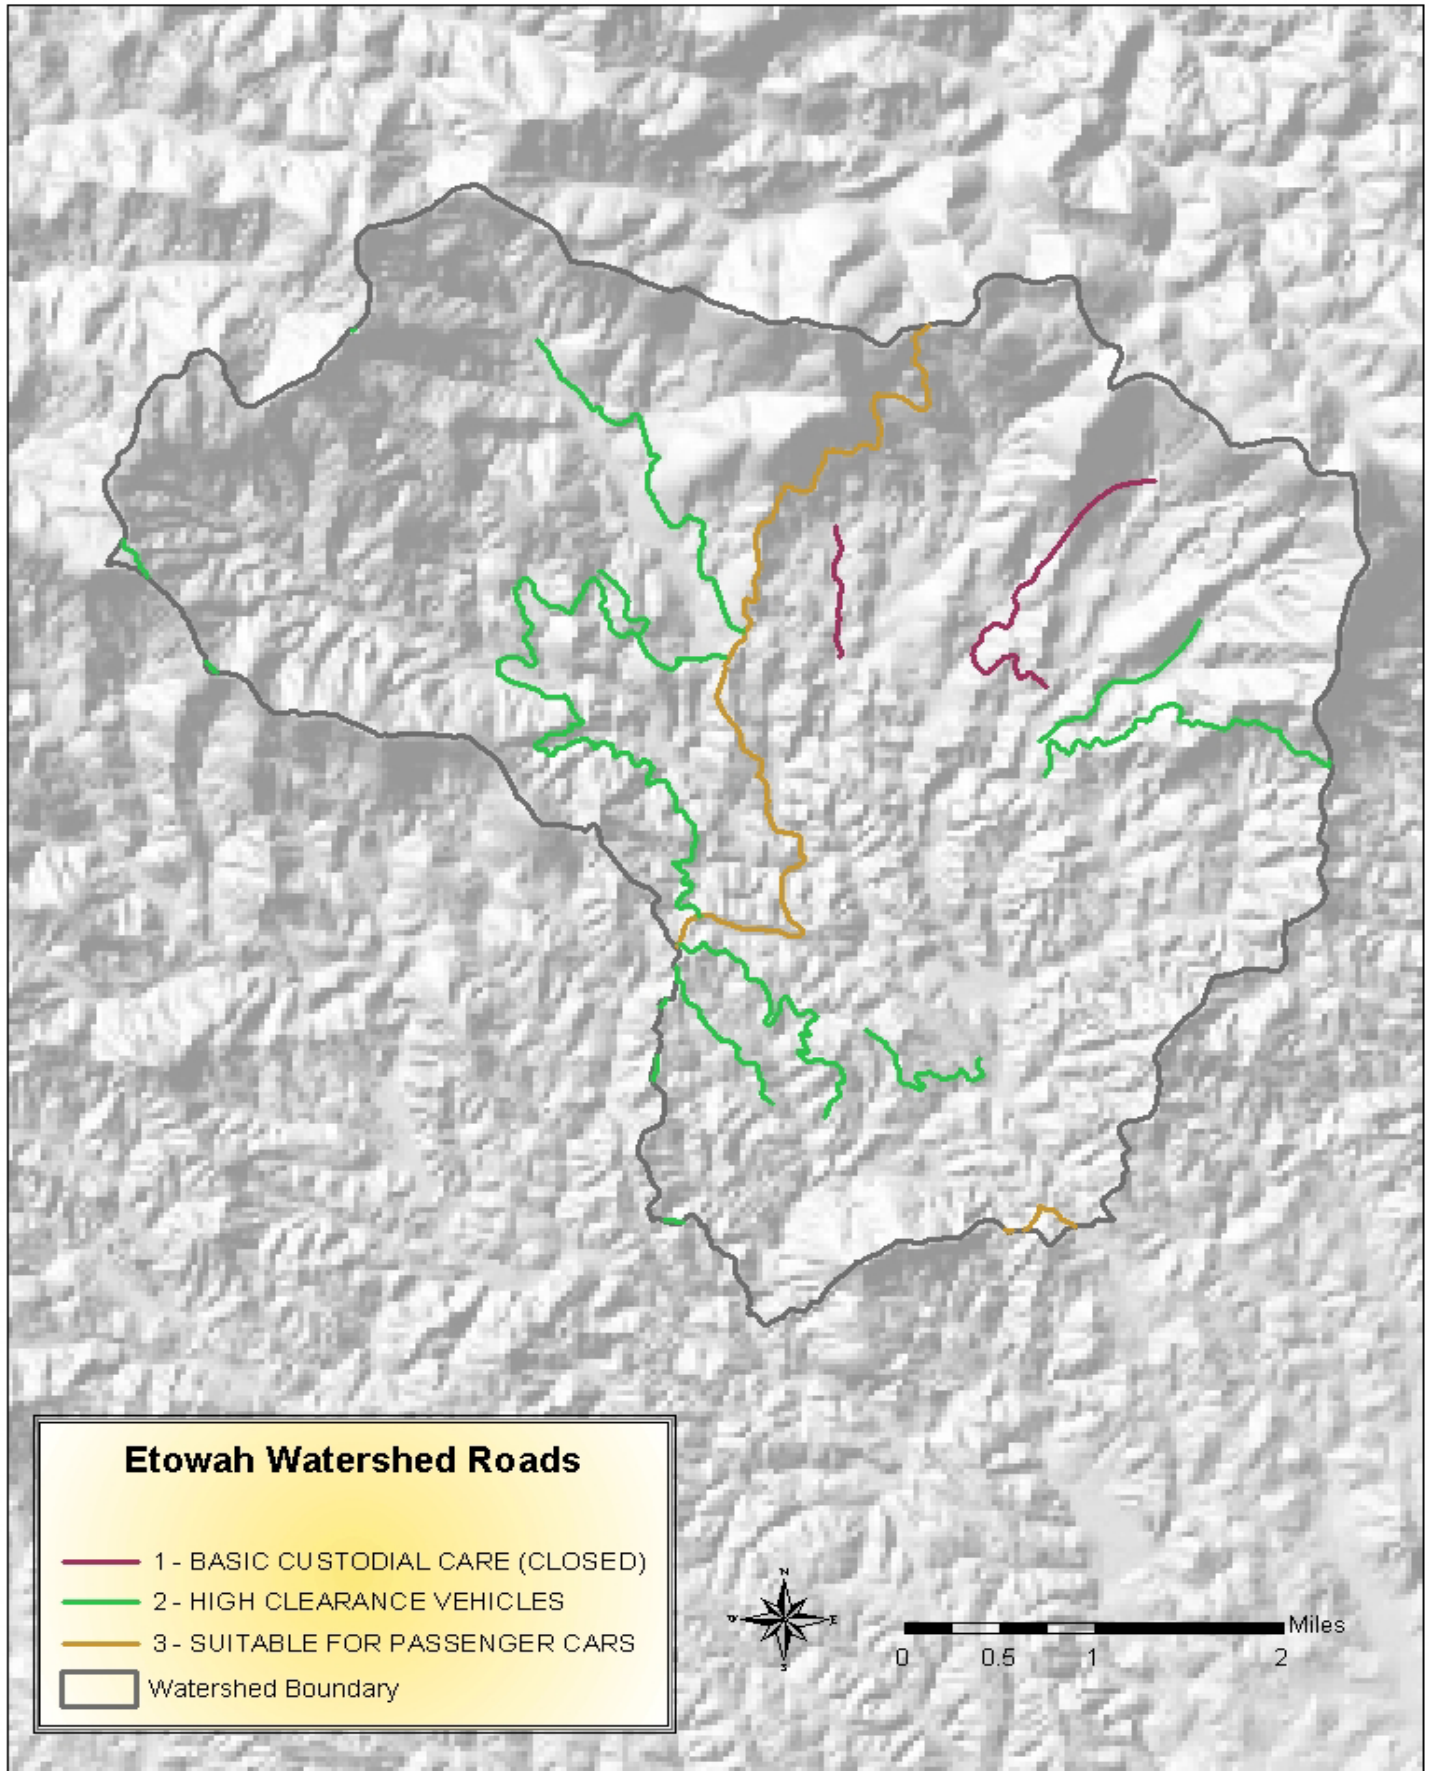 Etowah Watershed Roads
1 - BASIC CUSTODIAL CARE (CLOSED)
2 - HIGH CLEARANCE VEHICLES
3 - SUITABLE FOR PASSENGER CARS
Watershed Boundary
N
W E
S
Miles
0 0.5 1 2